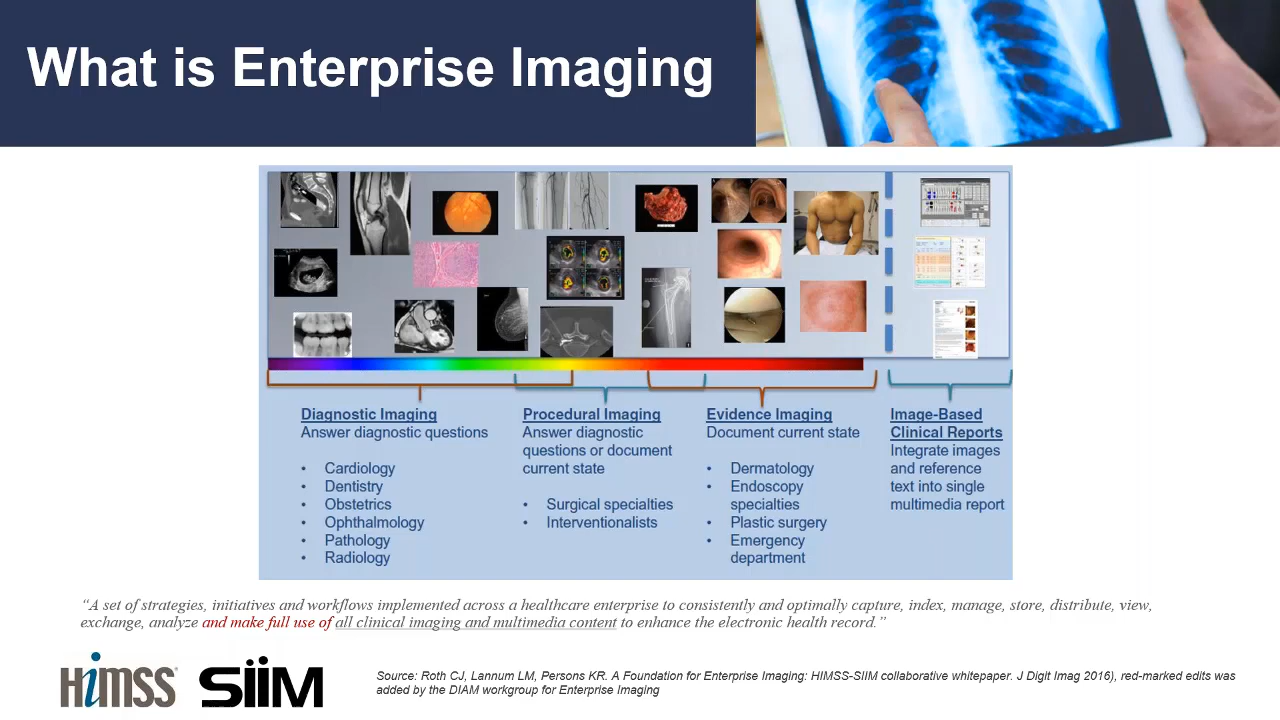 What is Enterprise Imaging
Diagnostic Imaging
Answer diagnostic questions
• Cardiology
• Dentistry
• Obstetrics
• Ophthalmology
• Pathology
• Radiology
Procedural Imaging
Answer diagnostic
questions or document
current state
• Surgical specialties
• Interventionalists
Evidence Imaging
Document current state
• Dermatology
• Endoscopy
specialties
• Plastic surgery
• Emergency
department
Image-Based
Clinical Reports
Integrate images
and reference
text into single
multimedia report
“A set of strategies, initiatives and workflows implemented across a healthcare enterprise to consistently and optimally capture, index, manage, store, distribute, view,
exchange, analyze and make full use of all clinical imaging and multimedia content to enhance the electronic health record.”
HiMSS®
SIIM
Source: Roth CJ, Lannum LM, Persons KR. A Foundation for Enterprise Imaging: HIMSS-SIIM collaborative whitepaper. J Digit Imag 2016), red-marked edits was
added by the DIAM workgroup for Enterprise Imaging